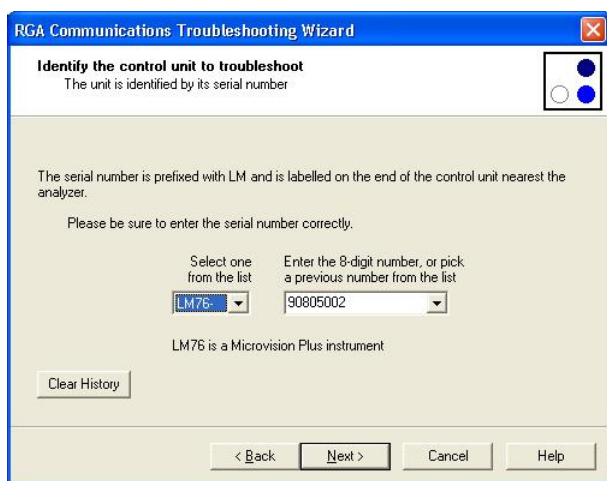 RGA Communications Troubleshooting Wizard
Identify the control unit to troubleshoot
The unit is identified by its serial number
The serial number is prefixed with LM and is labelled on the end of the control unit nearest the
analyzer.
Please be sure to enter the serial number correctly.
Select one
from the list
Enter the 8-digit number, or pick
a previous number from the list
LM76-
90805002
LM76 is a Microvision Plus instrument
Clear History
< Back
Next >
Cancel
Help